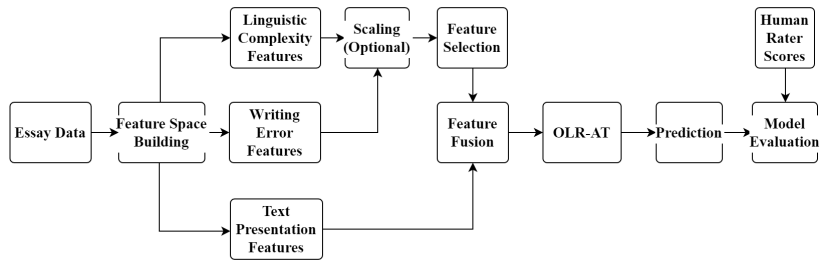 Essay Data
Feature Space
Building
Linguistic
Complexity
Features
Writing
Error
Features
Text
Presentation
Features
Scaling
(Optional)
Feature
Selection
Feature
Fusion
OLR-AT
Prediction
Human
Rater
Scores
Model
Evaluation